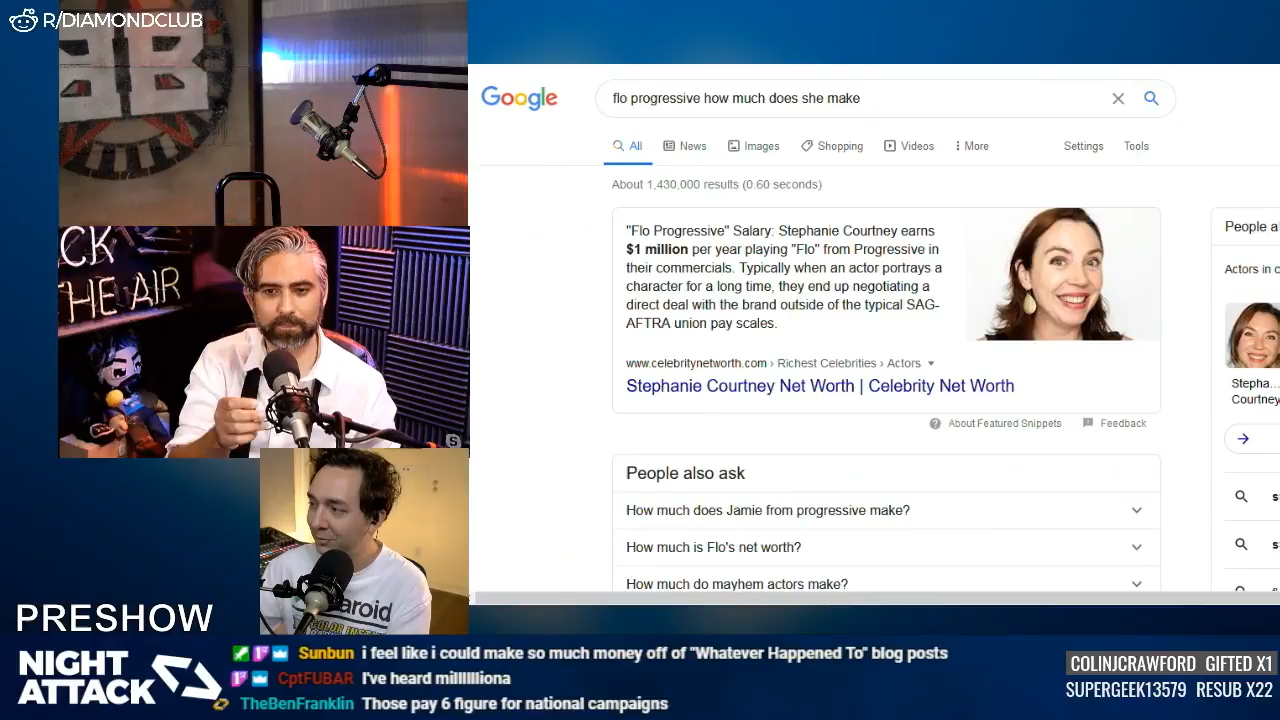 R/DIAMONDCLUB
CK
HE AIR
aroid
PRESHOW
NIGHT
ATTACK
Google
flo progressive how much does she make
All News Images Shopping Videos More Settings Tools
About 1,430,000 results (0.60 seconds)
"Flo Progressive" Salary: Stephanie Courtney earns
$1 million per year playing "Flo" from Progressive in
their commercials. Typically when an actor portrays a
character for a long time, they end up negotiating a
direct deal with the brand outside of the typical SAG-
AFTRA union pay scales.
www.celebritynetworth.com › Richest Celebrities › Actors
Stephanie Courtney Net Worth | Celebrity Net Worth
About Featured Snippets Feedback
People also ask
How much does Jamie from progressive make?
How much is Flo's net worth?
How much do mayhem actors make?
People a
Actors in c
Stepha...
Courtney
Sunbun i feel like i could make so much money off of "Whatever Happened To" blog posts
CptFUBAR I've heard millllllliona
TheBenFranklin Those pay 6 figure for national campaigns
COLINJCRAWFORD GIFTED X1
SUPERGEEK13579 RESUB X22